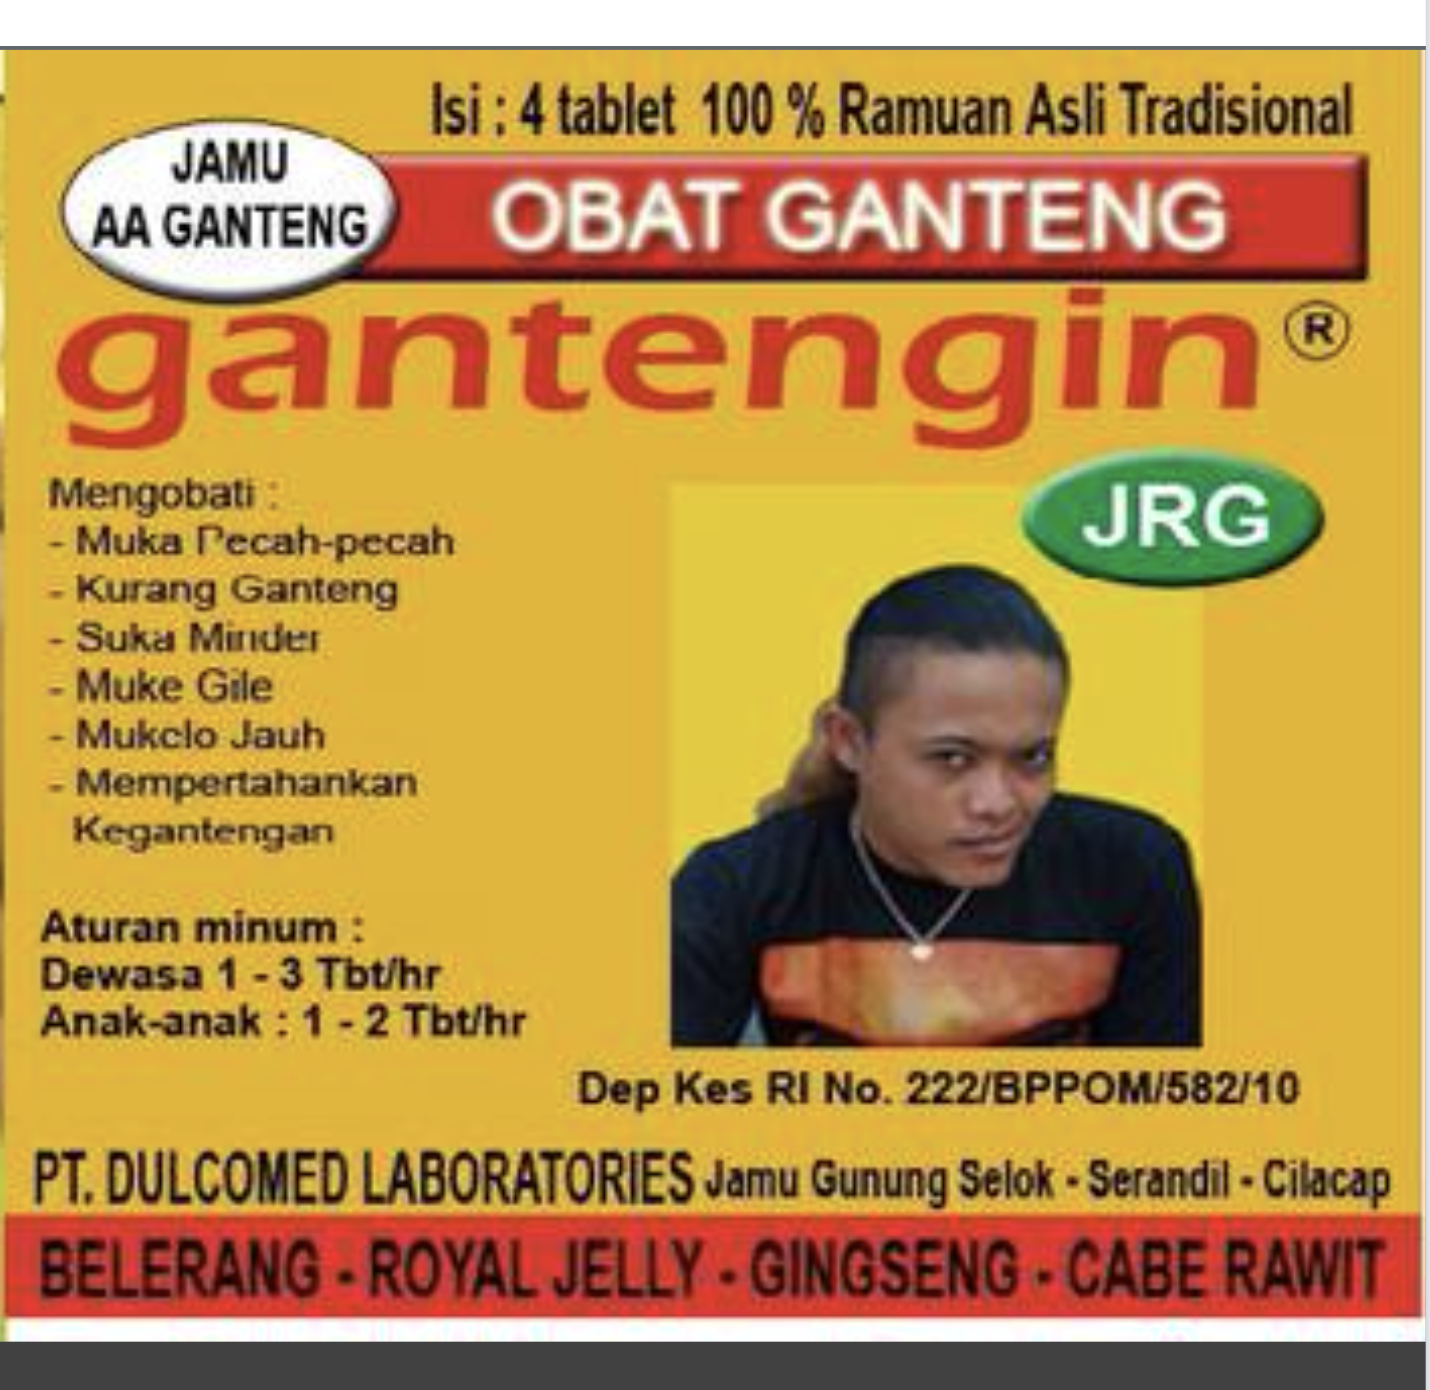 Isi : 4 tablet 100 % Ramuan Asli Tradisional
JAMU
AA GANTENG
OBAT GANTENG
gantengin ®
JRG
Mengobati :
- Muka Pecah-pecah
- Kurang Ganteng
- Suka Minder
- Muke Gile
- Mukelo Jauh
- Mempertahankan
Kegantengan
Aturan minum :
Dewasa 1 - 3 Tbt/hr
Anak-anak : 1 - 2 Tbt/hr
Dep Kes RI No. 222/BPPOM/582/10
PT. DULCOMED LABORATORIES Jamu Gunung Selok - Serandil - Cilacap
BELERANG - ROYAL JELLY - GINGSENG - CABE RAWIT